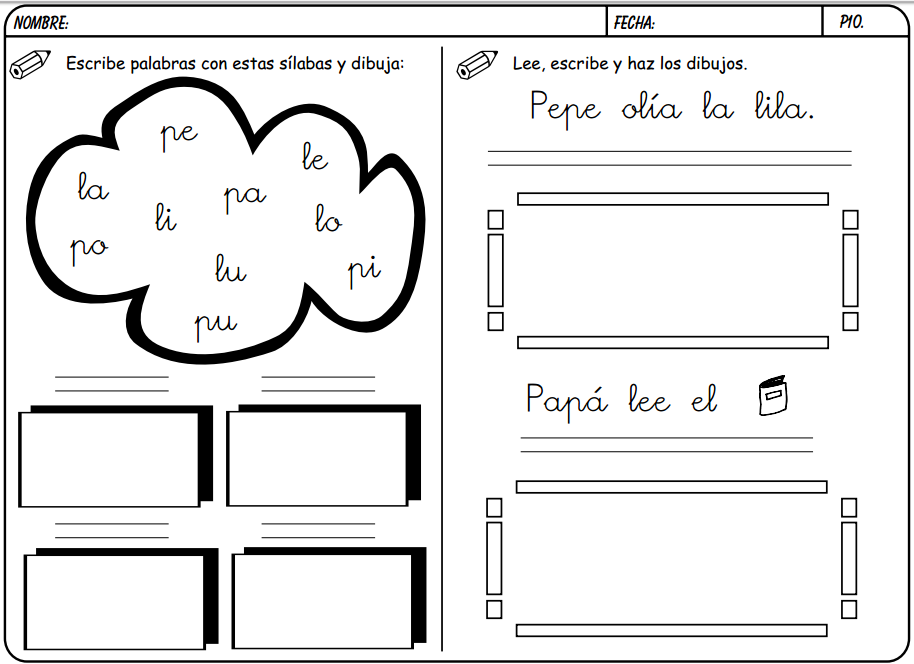 NOMBRE:
FECHA:
P10.
Escribe palabras con estas sílabas y dibuja:
pe
le
la
pa
li
lo
po
lu
pi
pu
Lee, escribe y haz los dibujos.
Pepe olía la lila.
Papá lee el